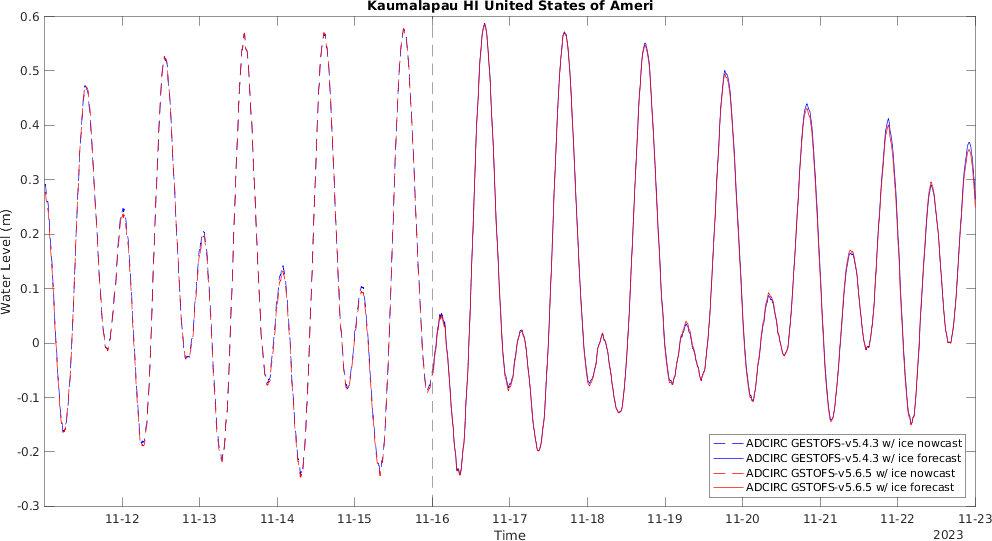 Kaumalapau HI United States of Ameri
0.6
0.5
0.4
0.3
0.2
0.1
0
-0.1
-0.2
-0.3
Water Level (m)
ADCIRC GESTOFS-v5.4.3 w/ ice nowcast
ADCIRC GESTOFS-v5.4.3 w/ ice forecast
ADCIRC GSTOFS-v5.6.5 w/ ice nowcast
ADCIRC GSTOFS-v5.6.5 w/ ice forecast
11-12 11-13 11-14 11-15 11-16 11-17 11-18 11-19 11-20 11-21 11-22 11-23
Time
2023